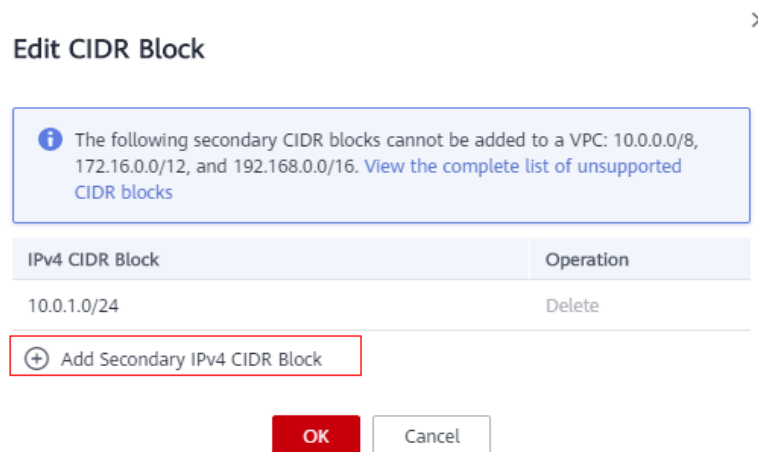 Edit CIDR Block
The following secondary CIDR blocks cannot be added to a VPC: 10.0.0.0/8,
172.16.0.0/12, and 192.168.0.0/16. View the complete list of unsupported
CIDR blocks
IPv4 CIDR Block Operation
10.0.1.0/24 Delete
Add Secondary IPv4 CIDR Block
OK Cancel